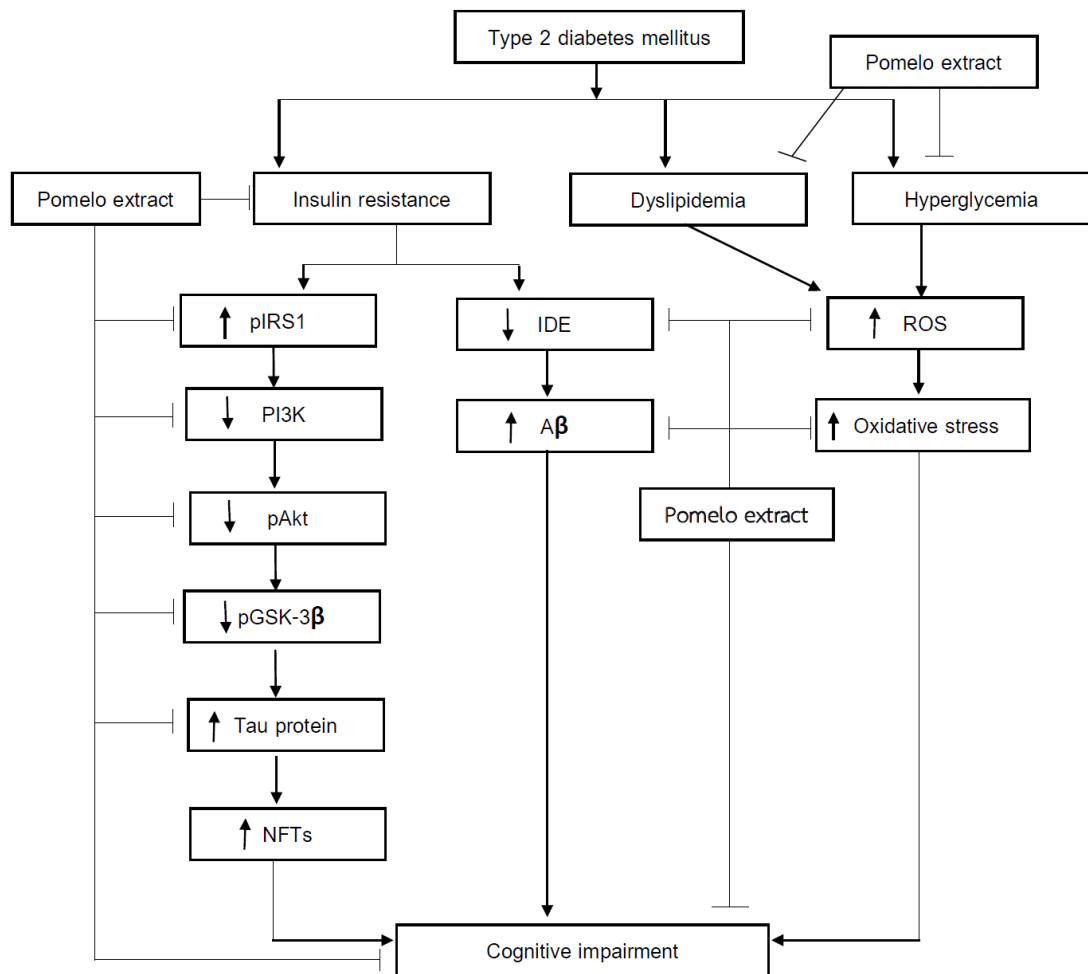 Type 2 diabetes mellitus
Pomelo extract
Pomelo extract
Insulin resistance
Dyslipidemia
Hyperglycemia
↑ pIRS1
↓ IDE
↑ ROS
↓ PI3K
↑ Aβ
↑ Oxidative stress
↓ pAkt
Pomelo extract
↓ pGSK-3β
↑ Tau protein
↑ NFTs
Cognitive impairment